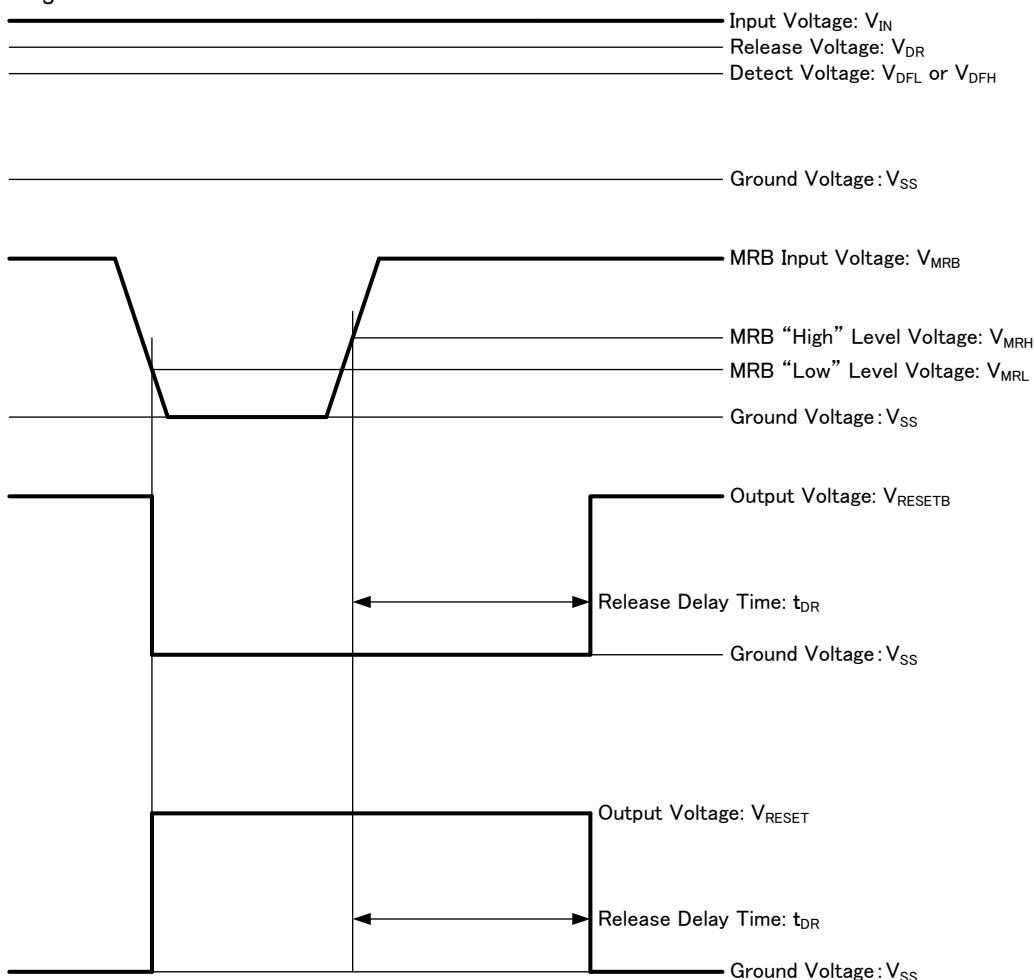 Input Voltage: VIN
Release Voltage: VDR
Detect Voltage: VDFL or VDFH
Ground Voltage:VSS
MRB Input Voltage: VMRB
MRB “High” Level Voltage: VMRH
MRB “Low” Level Voltage: VMRL
Ground Voltage:VSS
Output Voltage: VRESETB
Release Delay Time: tDR
Ground Voltage:VSS
Output Voltage: VRESET
Release Delay Time: tDR
Ground Voltage:VSS